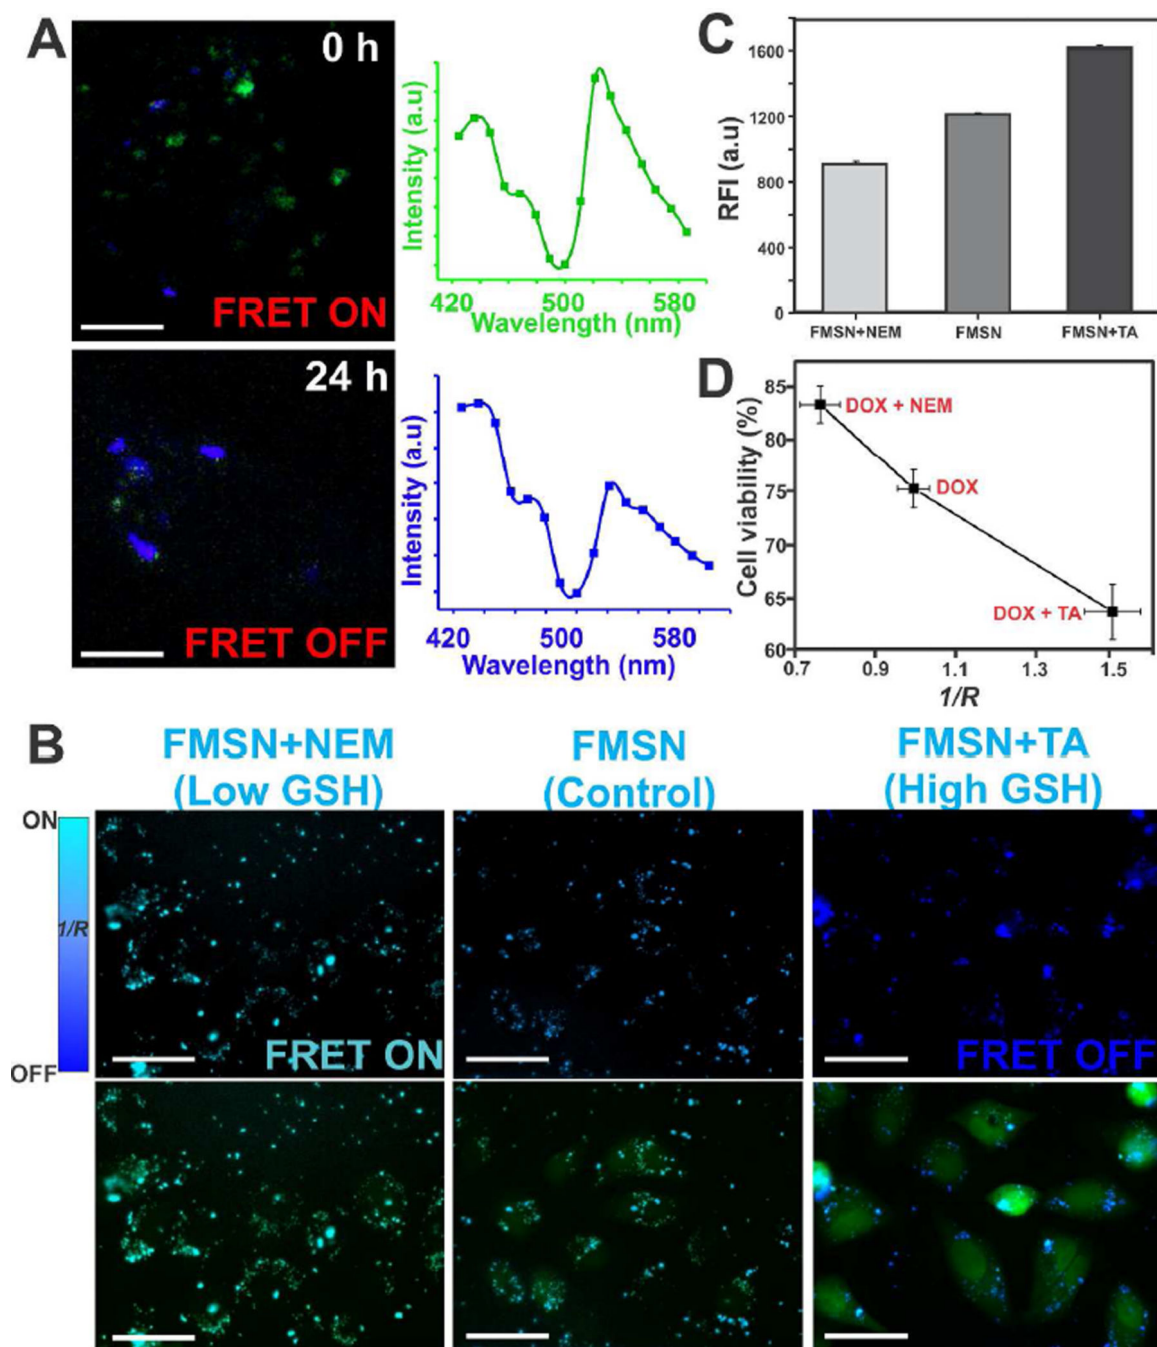 A
0 h
FRET ON
Intensity (a.u)
420 500 580
Wavelength (nm)
24 h
FRET OFF
Intensity (a.u)
420 500 580
Wavelength (nm)
C
RFI (a.u)
1600
1200
800
400
0
FMSN+NEM FMSN FMSN+TA
D
Cell viability (%)
85
80
75
70
65
60
DOX + NEM
DOX
DOX + TA
0.7 0.9 1.1 1.3 1.5
1/R
B
FMSN+NEM
(Low GSH)
FMSN
(Control)
FMSN+TA
(High GSH)
ON
1/R
OFF
FRET ON
FRET OFF